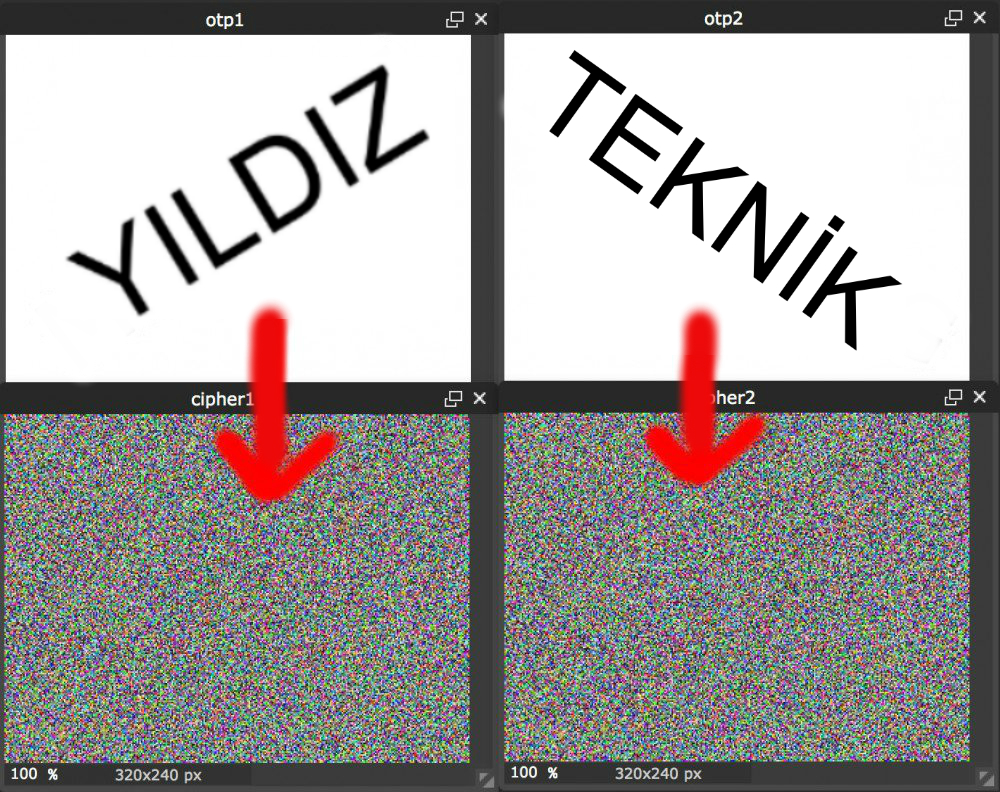 otp1
otp2
YILDIZ
TEKNİK
cipher1
pher2
100 %
320x240 px
100 %
320x240 px